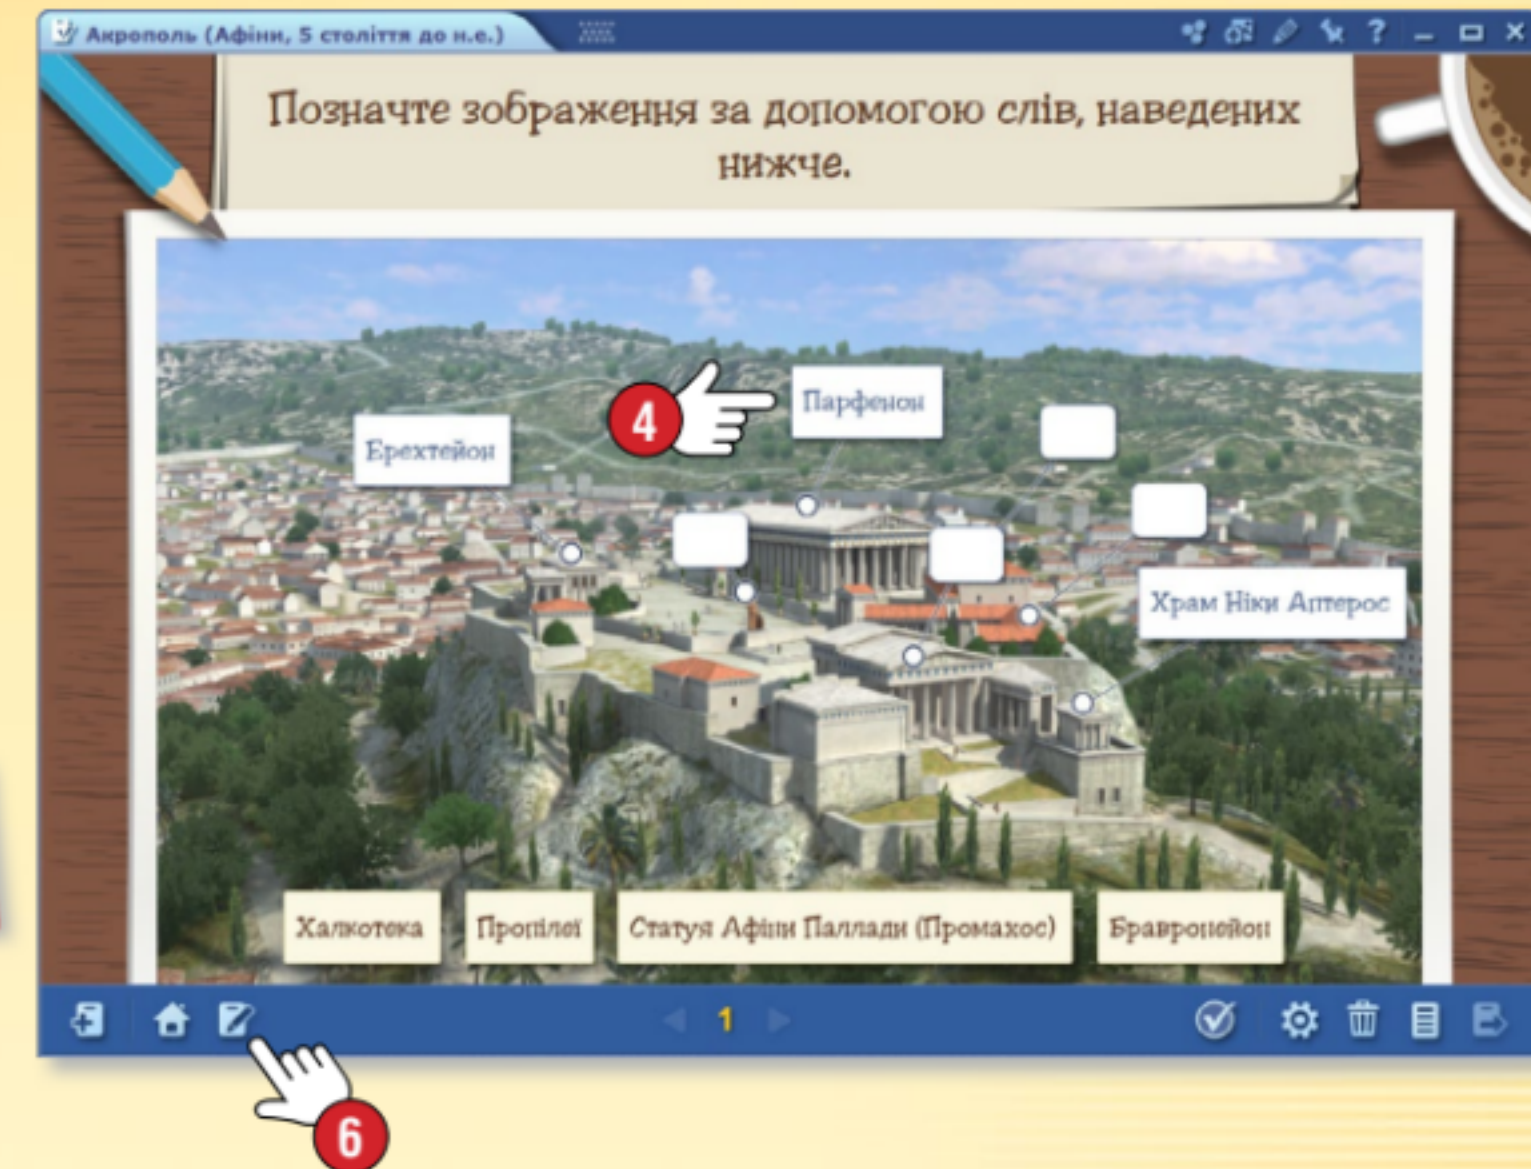 Акрополь (Афіни, 5 століття до н.е.)
?
Позначте зображення за допомогою слів, наведених
нижче.
4
Парфенон
Ерехтейон
Храм Ніки Аптерос
Халкотека
Пропілеї
Статуя Афіни Паллади (Промахос)
Бравронейон
1
6